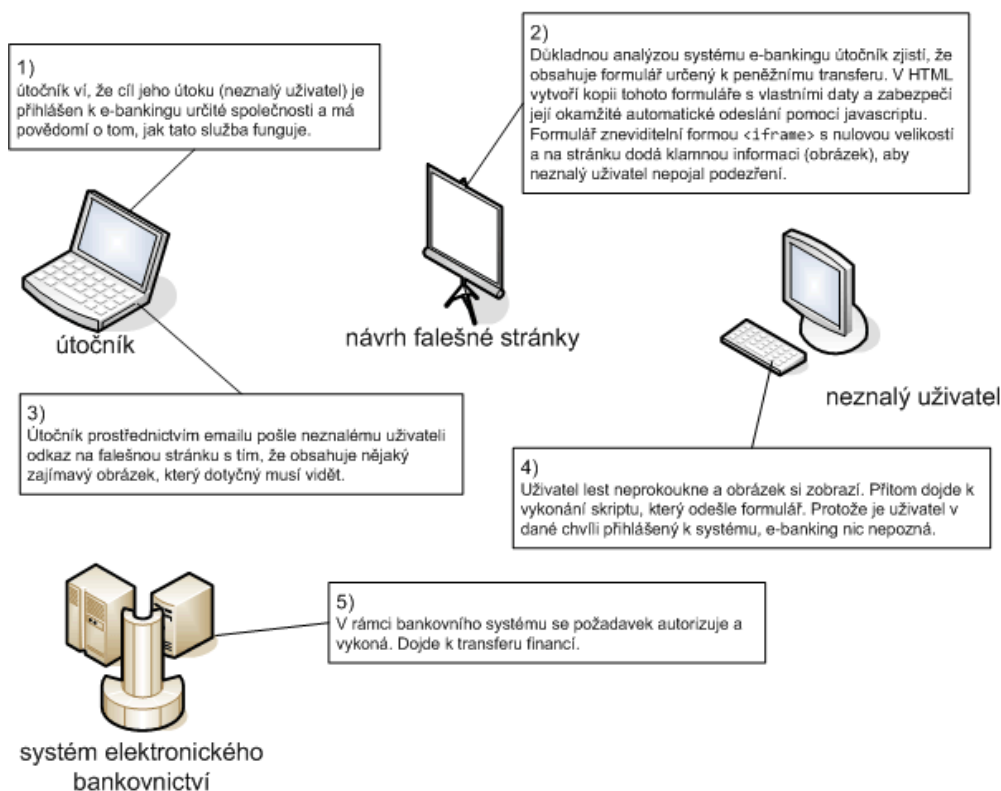 1)
útočník ví, že cíl jeho útoku (neznalý uživatel) je
přihlášen k e-bankingu určité společnosti a má
povědomí o tom, jak tato služba funguje.
2)
Důkladnou analýzou systému e-bankingu útočník zjistí, že
obsahuje formulář určený k peněžnímu transferu. V HTML
vytvoří kopii tohoto formuláře s vlastními daty a zabezpečí
její okamžité automatické odeslání pomocí javascriptu.
Formulář zneviditelní formou <iframe> s nulovou velikostí
a na stránku dodá klamnou informaci (obrázek), aby
neznalý uživatel nepojal podezření.
útočník
návrh falešné stránky
neznalý uživatel
3)
Útočník prostřednictvím emailu pošle neznalému uživateli
odkaz na falešnou stránku s tím, že obsahuje nějaký
zajímavý obrázek, který dotyčný musí vidět.
4)
Uživatel lest neprokoukne a obrázek si zobrazí. Přitom dojde k
vykonání skriptu, který odešle formulář. Protože je uživatel v
dané chvíli přihlášený k systému, e-banking nic nepozná.
5)
V rámci bankovního systému se požadavek autorizuje a
vykoná. Dojde k transferu financí.
systém elektronického
bankovnictví